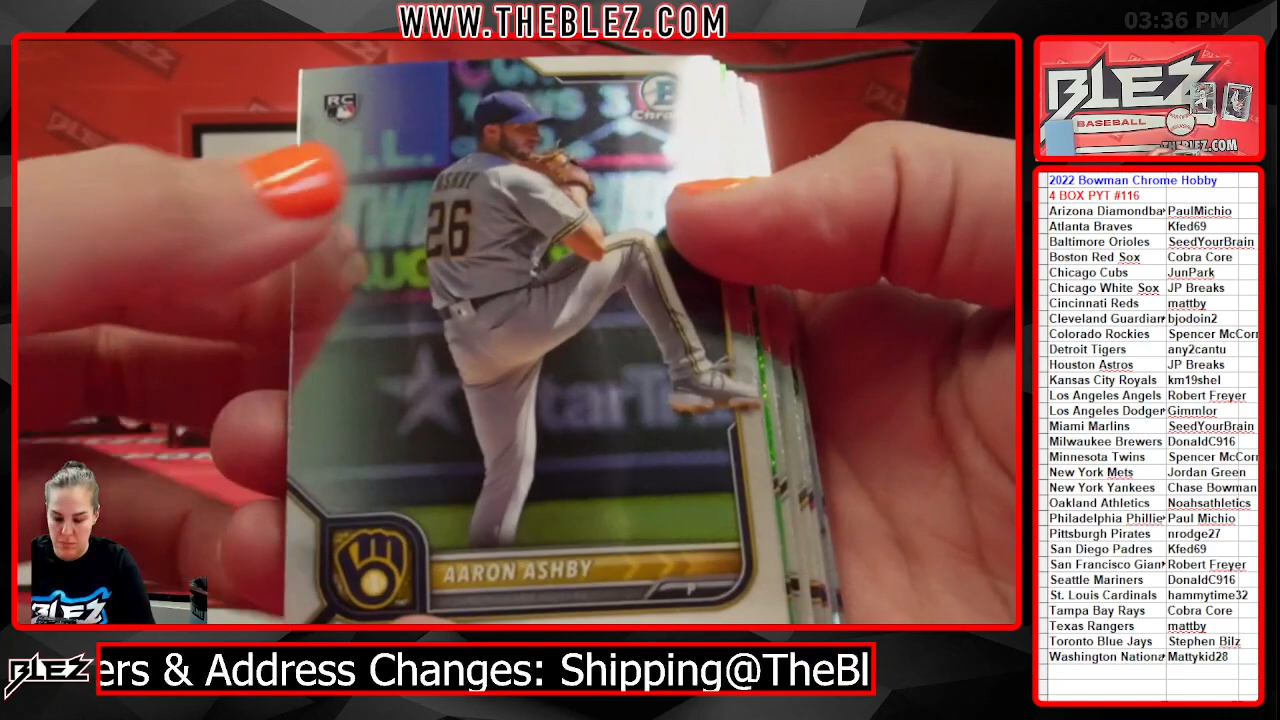 WWW.THEBLEZ.COM
03:36 PM
RC
Chro
ASHBY
26
StarT
AARON ASHBY
P
BLEZ
BASEBALL
THEBLEZ.COM
2022 Bowman Chrome Hobby
4 BOX PYT #116
Arizona Diamondba PaulMichio
Atlanta Braves Kfed69
Baltimore Orioles SeedYourBrain
Boston Red Sox Cobra Core
Chicago Cubs JunPark
Chicago White Sox JP Breaks
Cincinnati Reds mattby
Cleveland Guardian bjodoin2
Colorado Rockies Spencer McCorr
Detroit Tigers any2cantu
Houston Astros JP Breaks
Kansas City Royals km19shel
Los Angeles Angels Robert Freyer
Los Angeles Dodger Gimmlor
Miami Marlins SeedYourBrain
Milwaukee Brewers DonaldC916
Minnesota Twins Spencer McCorr
New York Mets Jordan Green
New York Yankees Chase Bowman
Oakland Athletics Noahsathletics
Philadelphia Phillie Paul Michio
Pittsburgh Pirates nrodge27
San Diego Padres Kfed69
San Francisco Giant Robert Freyer
Seattle Mariners DonaldC916
St. Louis Cardinals hammytime32
Tampa Bay Rays Cobra Core
Texas Rangers mattby
Toronto Blue Jays Stephen Bilz
Washington Nationa Mattykid28
BLEZ
BLEZ
ers & Address Changes: Shipping@TheBl